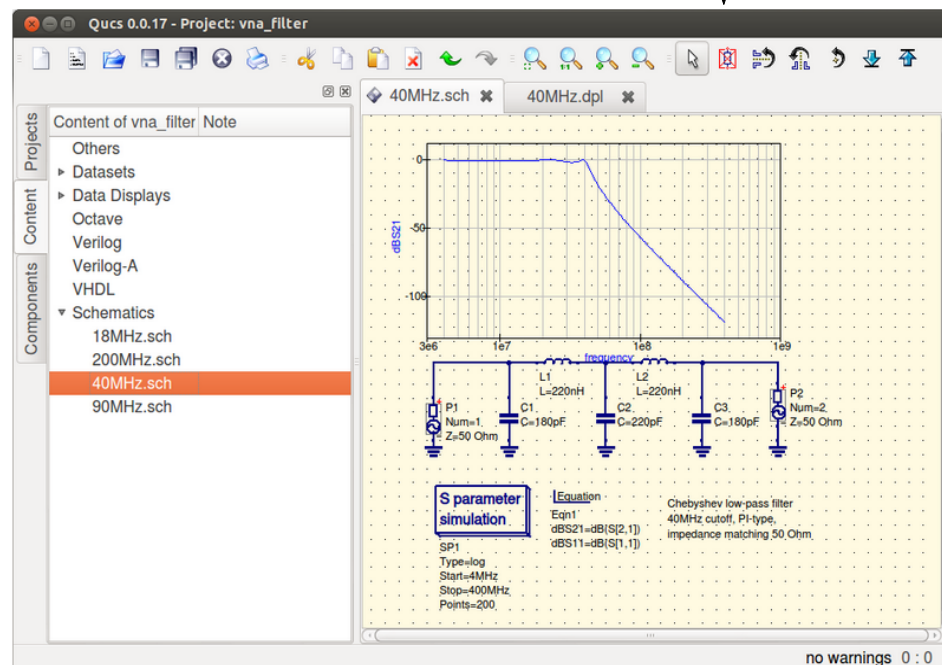 Qucs 0.0.17 - Project: vna_filter
40MHz.sch
40MHz.dpl
Projects
Content
Components
Content of vna_filter Note
Others
Datasets
Data Displays
Octave
Verilog
Verilog-A
VHDL
Schematics
18MHz.sch
200MHz.sch
40MHz.sch
90MHz.sch
dBS21
0
-50
-100
3e6 1e7 1e8 1e9
frequency
L1
L=220nH
L2
L=220nH
P1
Num=1
Z=50 Ohm
C1
C=180pF
C2
C=220pF
C3
C=180pF
P2
Num=2
Z=50 Ohm
S parameter
simulation
SP1
Type=log
Start=4MHz
Stop=400MHz
Points=200
Equation
Eqn1
dBS21=dB(S[2,1])
dBS11=dB(S[1,1])
Chebyshev low-pass filter
40MHz cutoff, PI-type,
impedance matching 50 Ohm
no warnings 0 : 0